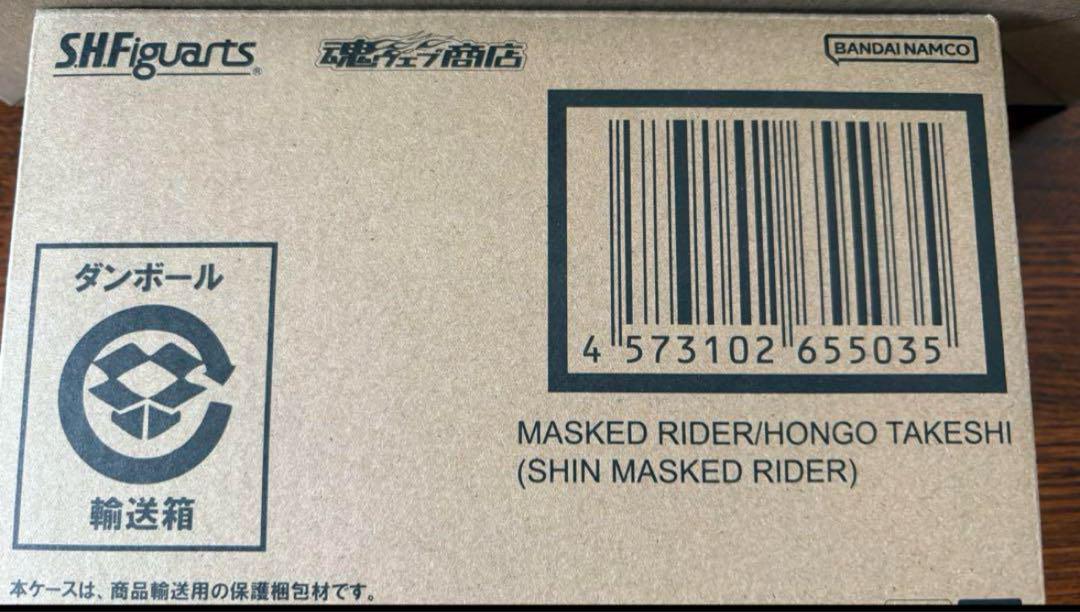 S.H.Figuarts®
魂ウェブ商店
BANDAI NAMCO
ダンボール
輸送箱
4 573102 655035
MASKED RIDER/HONGO TAKESHI
(SHIN MASKED RIDER)
本ケースは、商品輸送用の保護梱包材です。